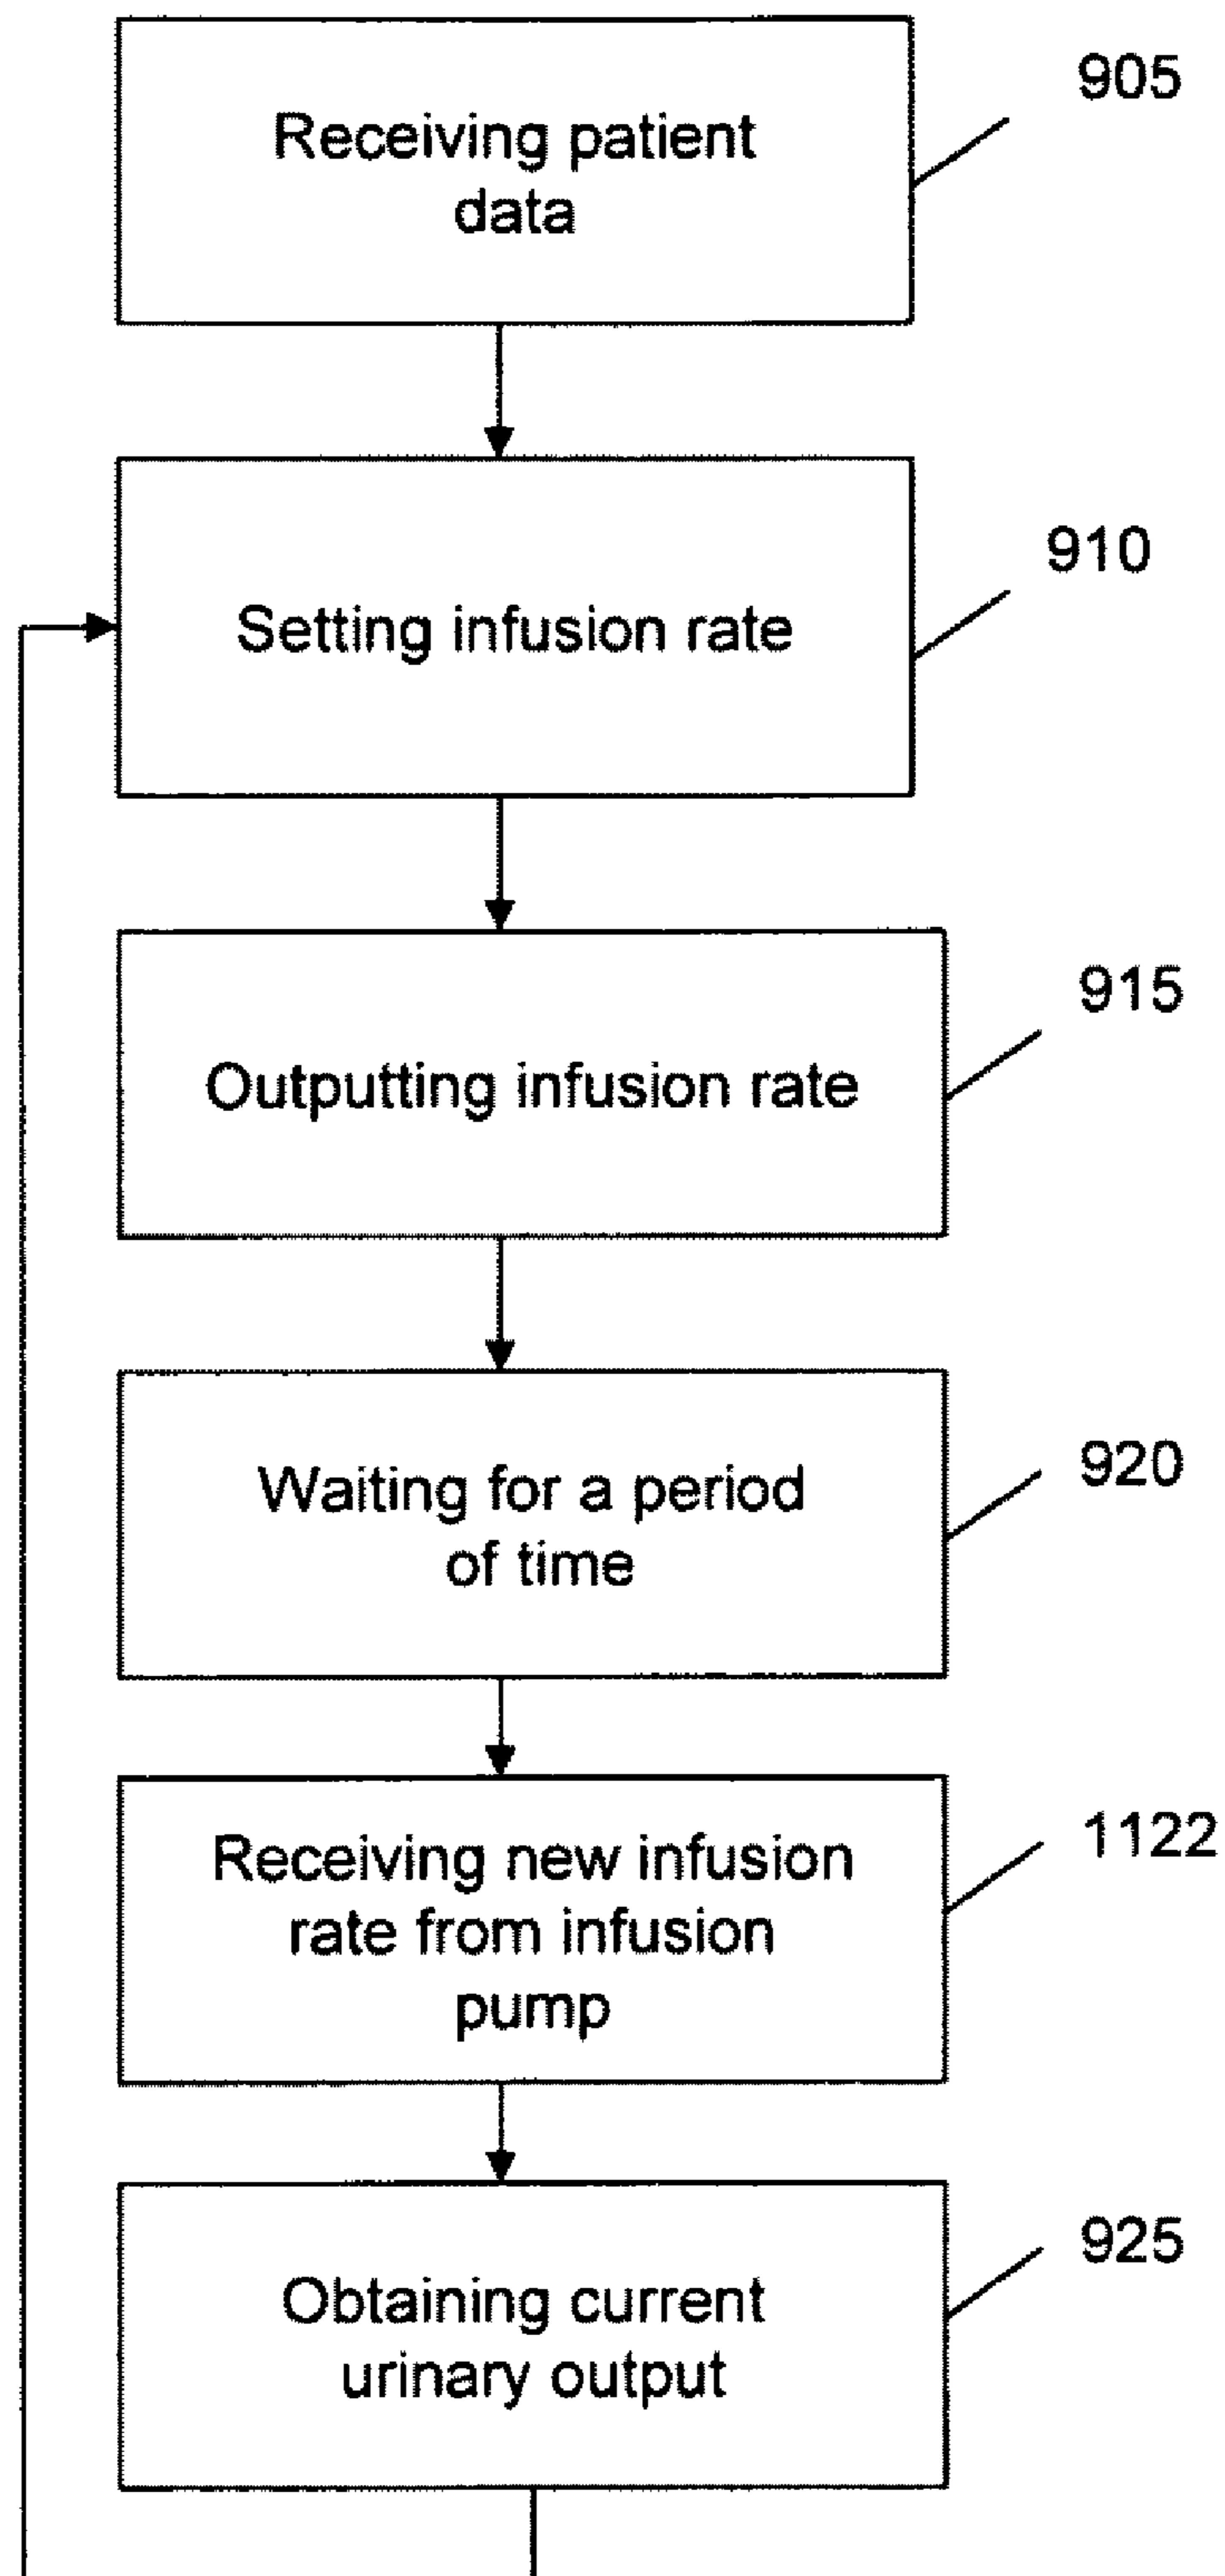 905
Receiving patient
data
910
Setting infusion rate
915
Outputting infusion rate
920
Waiting for a period
of time
1122
Receiving new infusion
rate from infusion
pump
925
Obtaining current
urinary output